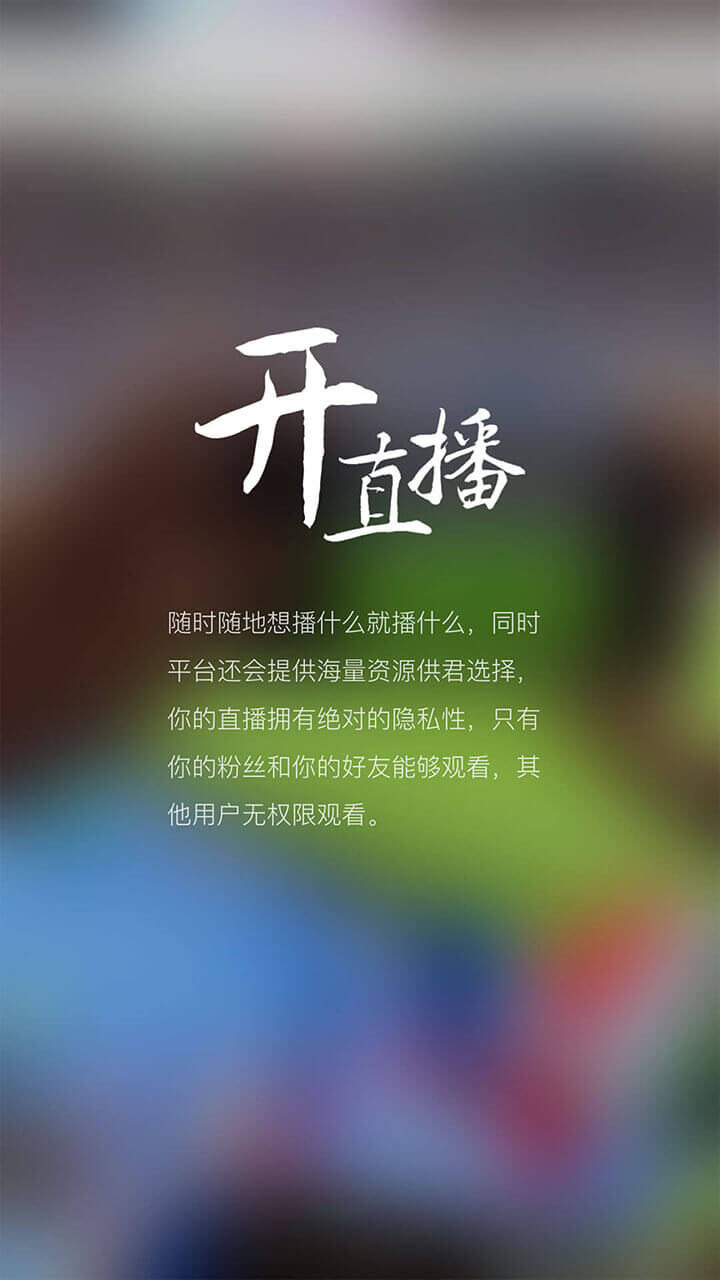 开直播
随时随地想播什么就播什么，同时
平台还会提供海量资源供君选择，
你的直播拥有绝对的隐私性，只有
你的粉丝和你的好友能够观看，其
他用户无权限观看。